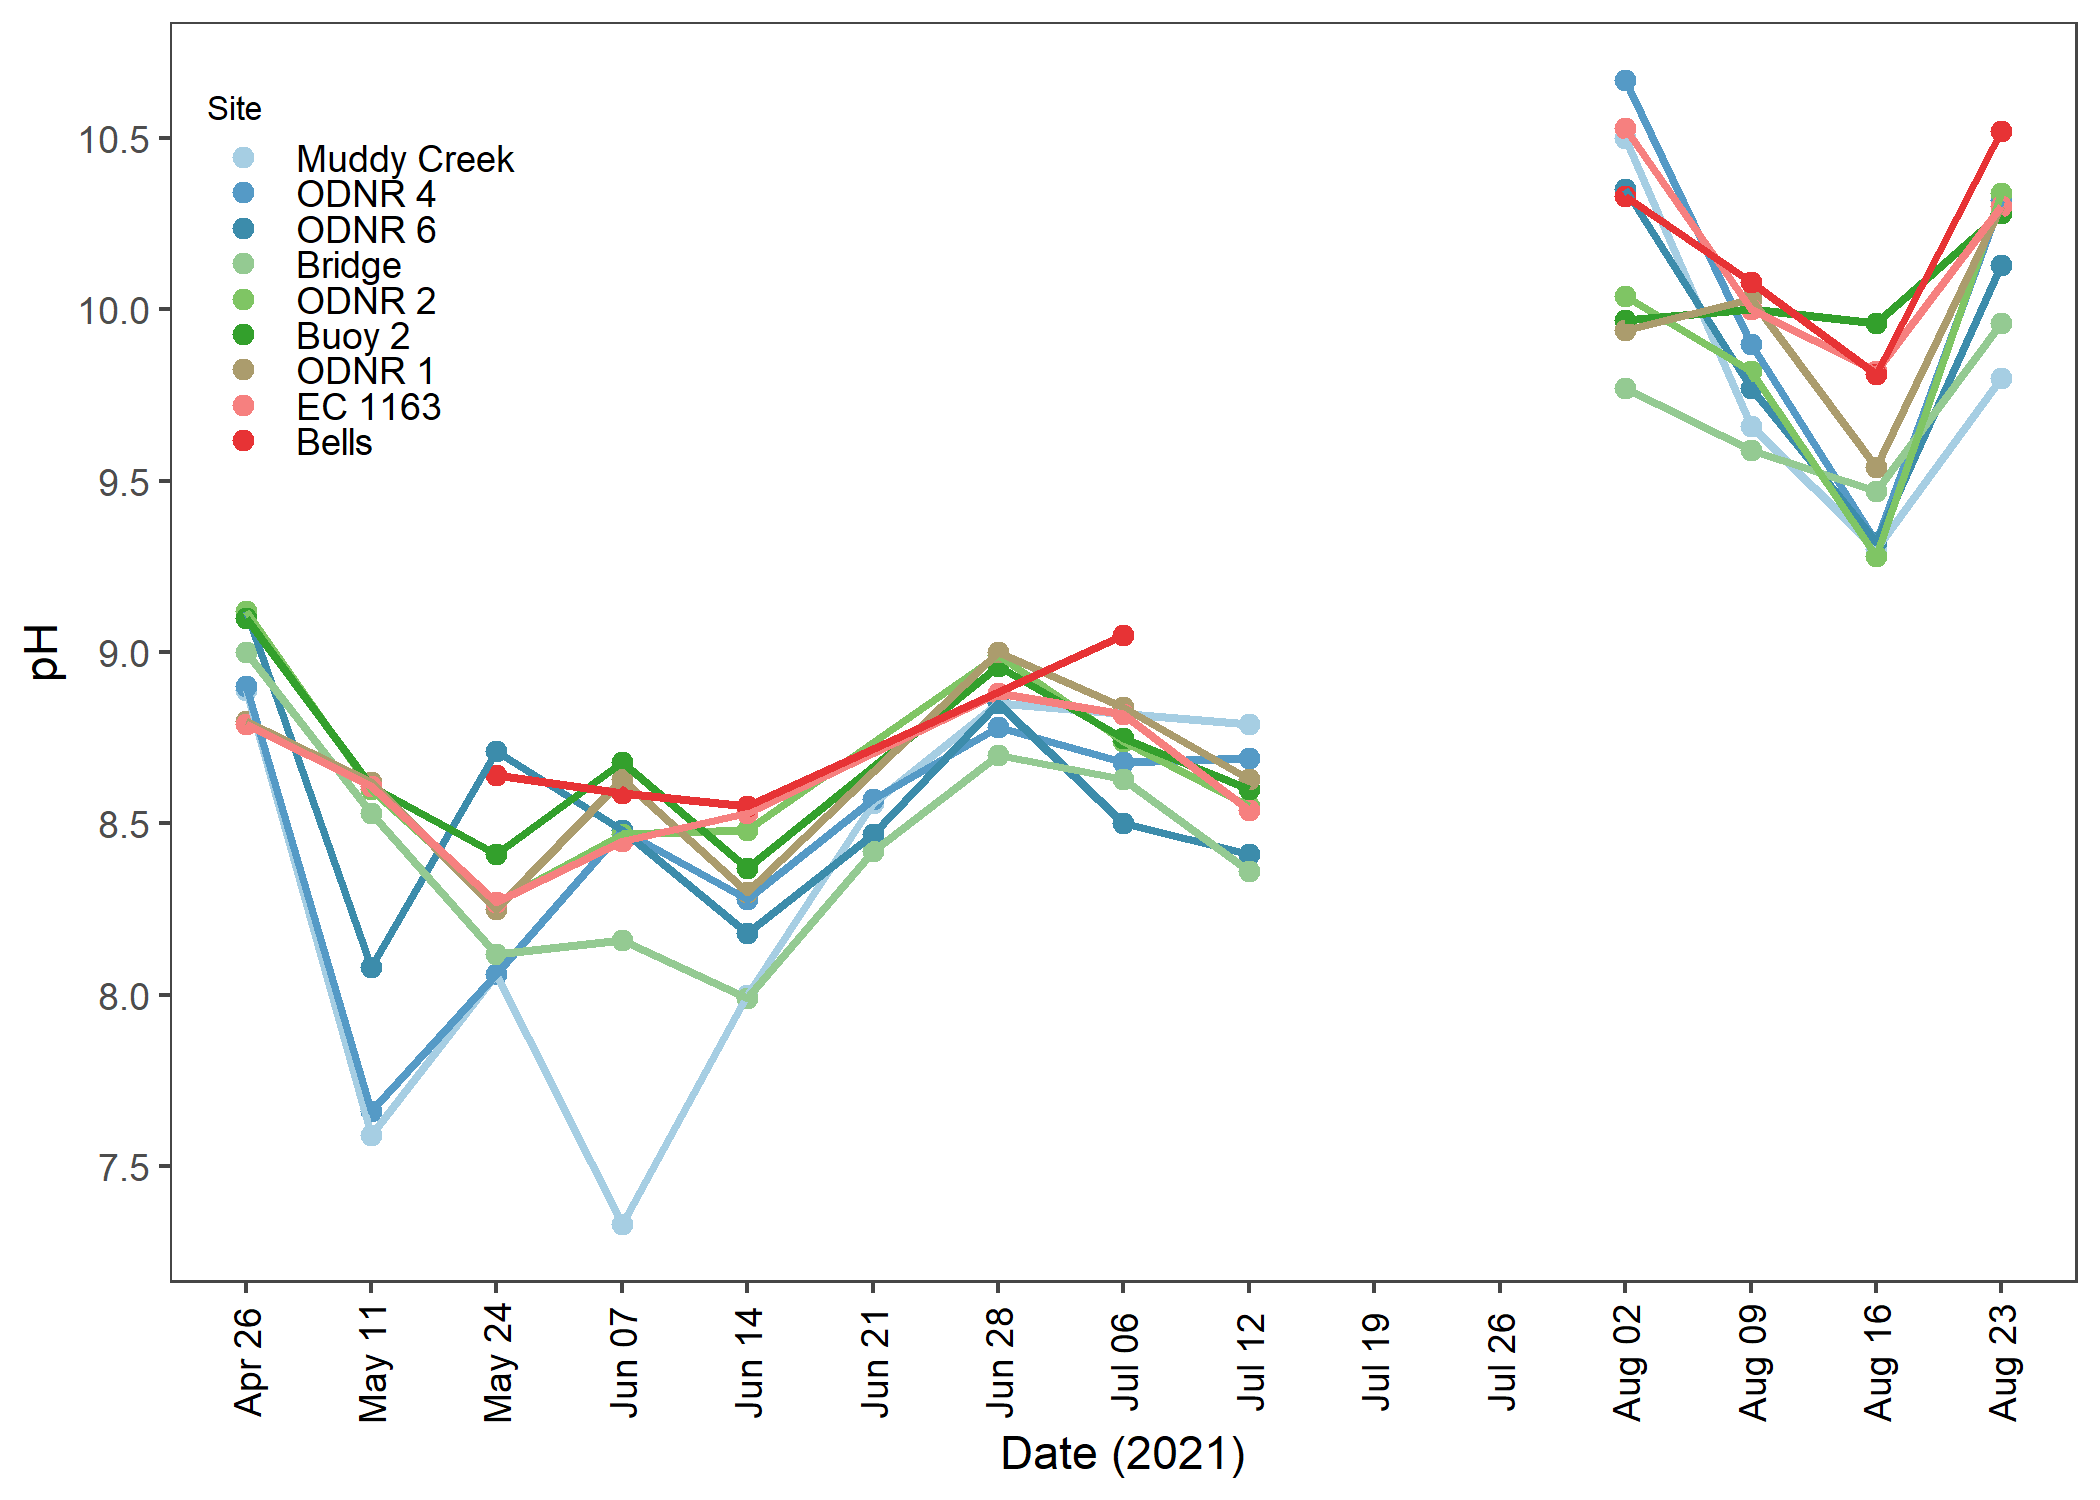 Site
Muddy Creek
ODNR 4
ODNR 6
Bridge
ODNR 2
Buoy 2
ODNR 1
EC 1163
Bells
10.5
10.0
9.5
9.0
8.5
8.0
7.5
pH
Apr 26
May 11
May 24
Jun 07
Jun 14
Jun 21
Jun 28
Jul 06
Jul 12
Jul 19
Jul 26
Aug 02
Aug 09
Aug 16
Aug 23
Date (2021)